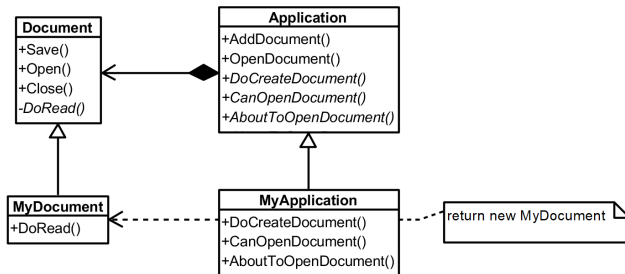 Document
+Save()
+Open()
+Close()
-DoRead()
Application
+AddDocument()
+OpenDocument()
+DoCreateDocument()
+CanOpenDocument()
+AboutToOpenDocument()
MyDocument
+DoRead()
MyApplication
+DoCreateDocument()
+CanOpenDocument()
+AboutToOpenDocument()
return new MyDocument